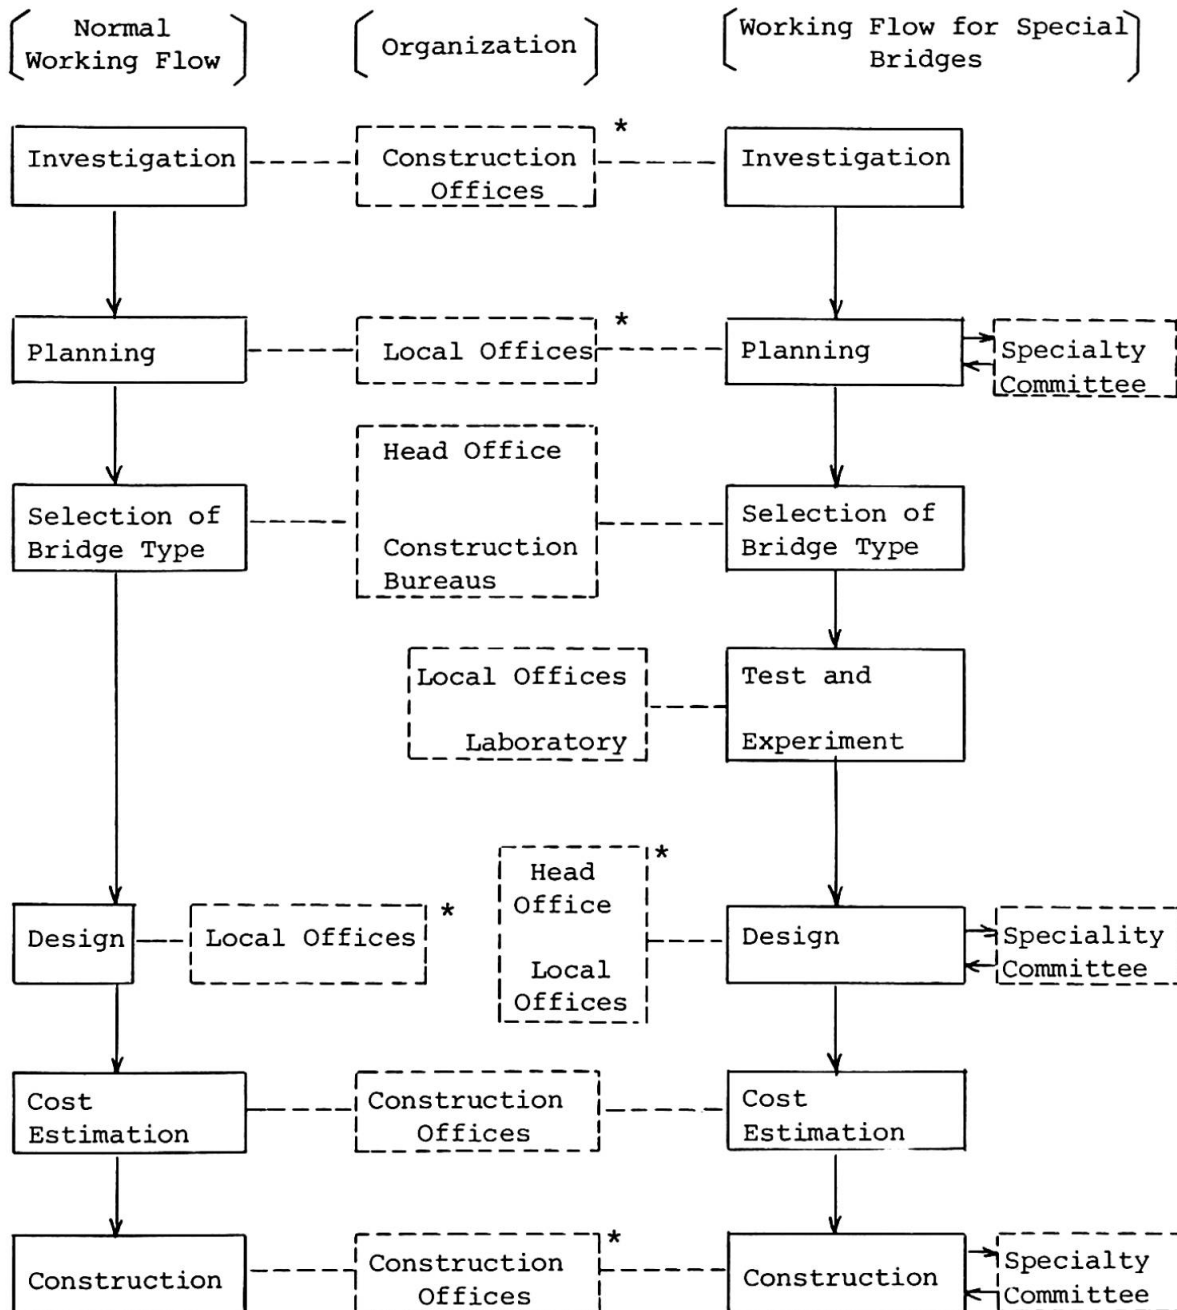 Normal
Working Flow
Organization
Working Flow for Special
Bridges
Investigation
Construction
Offices
*
Investigation
Planning
Local Offices
*
Planning
Specialty
Committee
Selection of
Bridge Type
Head Office
Construction
Bureaus
Selection of
Bridge Type
Local Offices
Laboratory
Test and
Experiment
Design
Local Offices
*
Head
Office
Local
Offices
*
Design
Speciality
Committee
Cost
Estimation
Construction
Offices
Cost
Estimation
Construction
Construction
Offices
*
Construction
Specialty
Committee